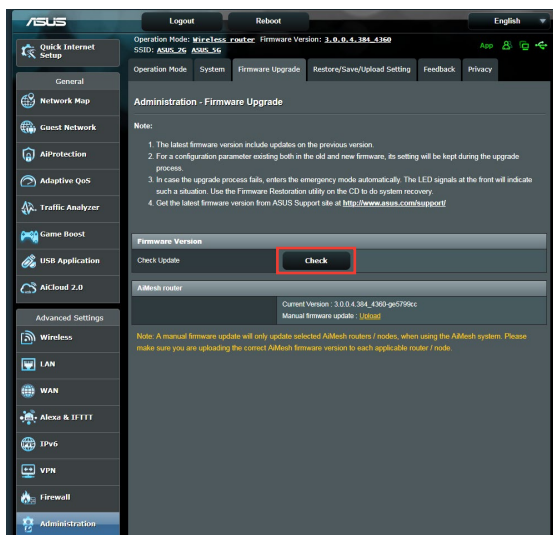 ASUS
Logout
Reboot
English
Operation Mode: Wireless router Firmware Version: 3.0.0.4.384_4360
SSID: ASUS_2G ASUS_5G
App
Quick Internet
Setup
Operation Mode System Firmware Upgrade Restore/Save/Upload Setting Feedback Privacy
General
Network Map
Guest Network
AiProtection
Adaptive QoS
Traffic Analyzer
Game Boost
USB Application
AiCloud 2.0
Advanced Settings
Wireless
LAN
WAN
Alexa & IFTTT
IPv6
VPN
Firewall
Administration
Administration - Firmware Upgrade
Note:
1. The latest firmware version include updates on the previous version.
2. For a configuration parameter existing both in the old and new firmware, its setting will be kept during the upgrade
process.
3. In case the upgrade process fails, enters the emergency mode automatically. The LED signals at the front will indicate
such a situation. Use the Firmware Restoration utility on the CD to do system recovery.
4. Get the latest firmware version from ASUS Support site at http://www.asus.com/support/
Firmware Version
Check Update
Check
AiMesh router
Current Version : 3.0.0.4.384_4360-ge5799cc
Manual firmware update : Upload
Note: A manual firmware update will only update selected AiMesh routers / nodes, when using the AiMesh system. Please
make sure you are uploading the correct AiMesh firmware version to each applicable router / node.